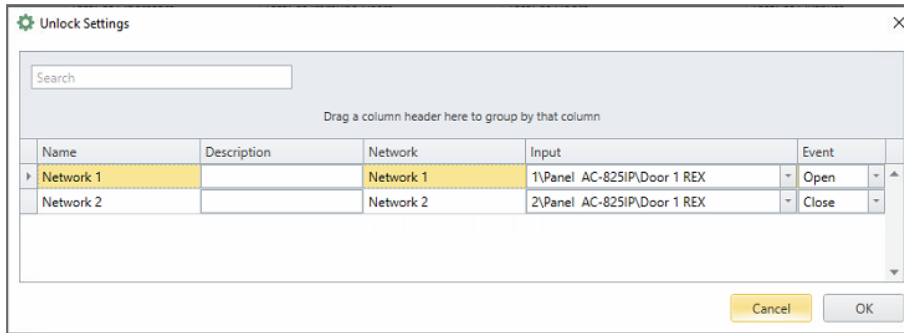 Unlock Settings
Search
Drag a column header here to group by that column
Name Description Network Input Event
Network 1 Network 1 1\Panel AC-825IP\Door 1 REX Open
Network 2 Network 2 2\Panel AC-825IP\Door 1 REX Close
Cancel OK